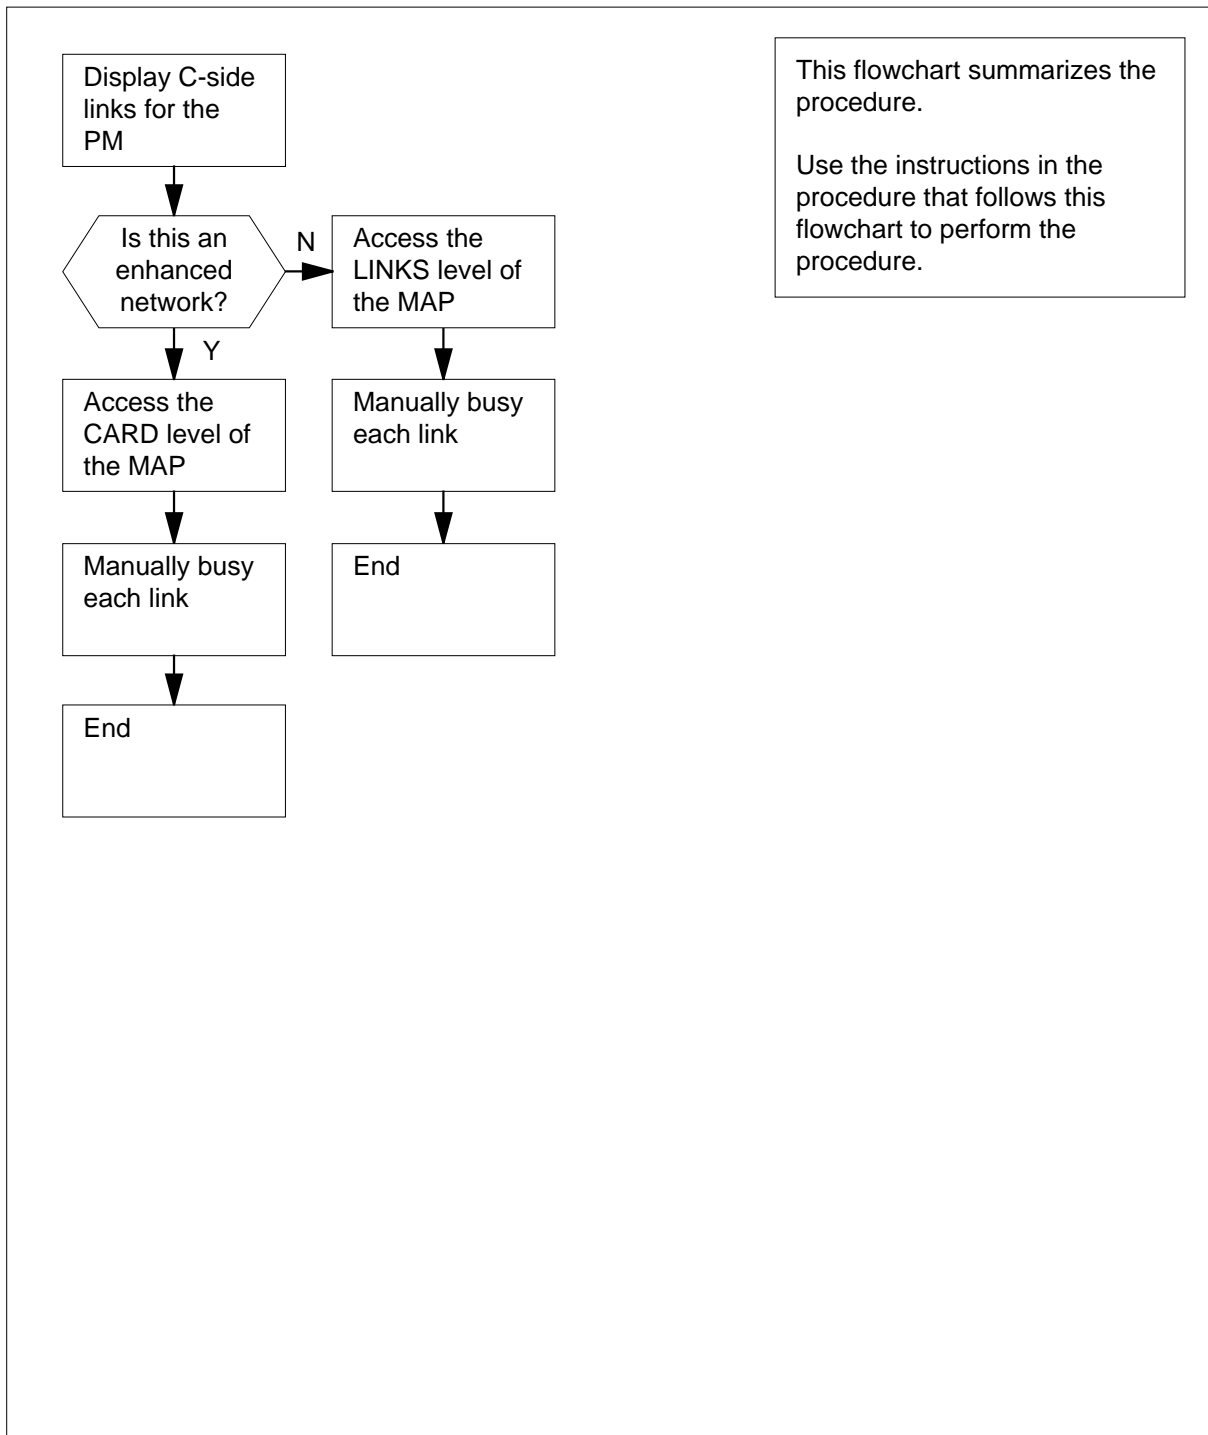 Display C-side
links for the
PM
Is this an
enhanced
network?
N
Y
Access the
LINKS level of
the MAP
Manually busy
each link
End
Access the
CARD level of
the MAP
Manually busy
each link
End
This flowchart summarizes the
procedure.
Use the instructions in the
procedure that follows this
flowchart to perform the
procedure.